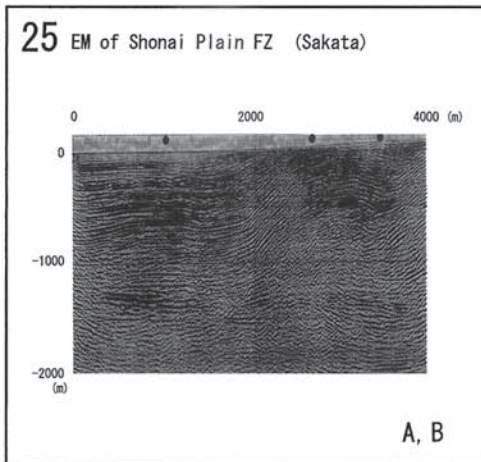 25 EM of Shonai Plain FZ (Sakata)
0 2000 4000 (m)
0
-1000
-2000
(m)
A, B